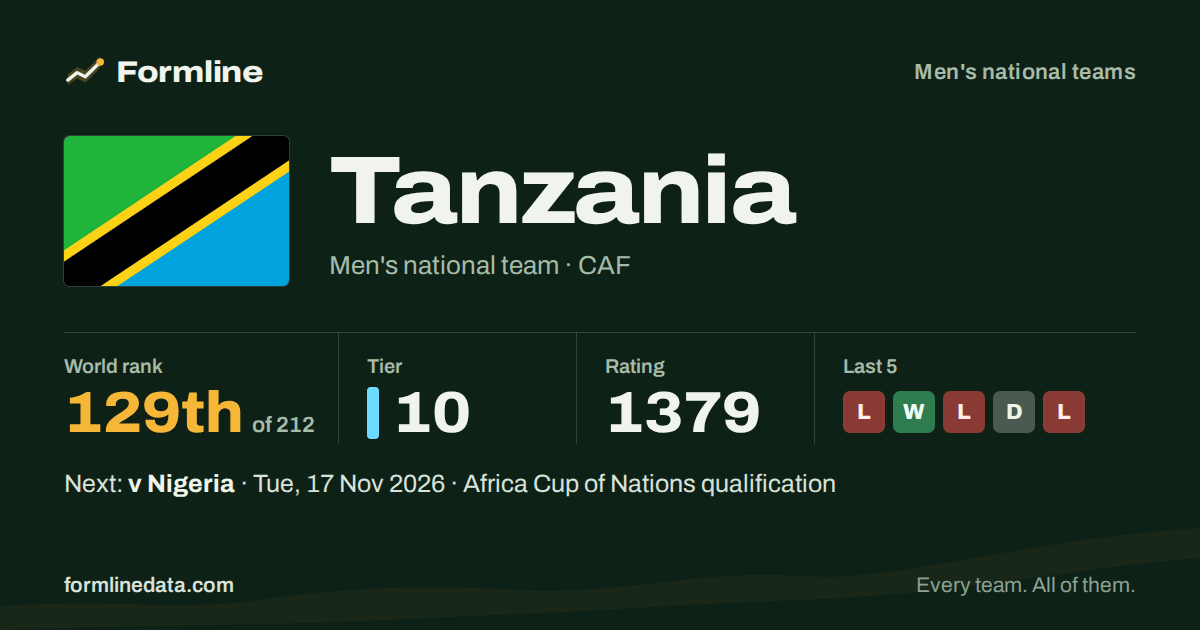 Formline
Men's national teams
Tanzania
Men's national team · CAF
World rank
129th of 212
Tier
10
Rating
1379
Last 5
L W L D L
Next: v Nigeria · Tue, 17 Nov 2026 · Africa Cup of Nations qualification
formlinedata.com
Every team. All of them.